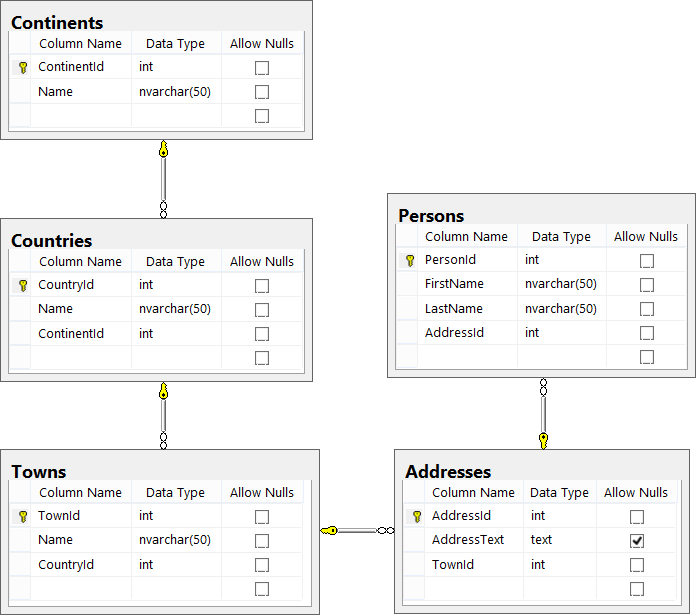 Continents
Column Name Data Type Allow Nulls
ContinentId int
Name nvarchar(50)
Countries
Column Name Data Type Allow Nulls
CountryId int
Name nvarchar(50)
ContinentId int
Persons
Column Name Data Type Allow Nulls
PersonId int
FirstName nvarchar(50)
LastName nvarchar(50)
AddressId int
Towns
Column Name Data Type Allow Nulls
TownId int
Name nvarchar(50)
CountryId int
Addresses
Column Name Data Type Allow Nulls
AddressId int
AddressText text
TownId int